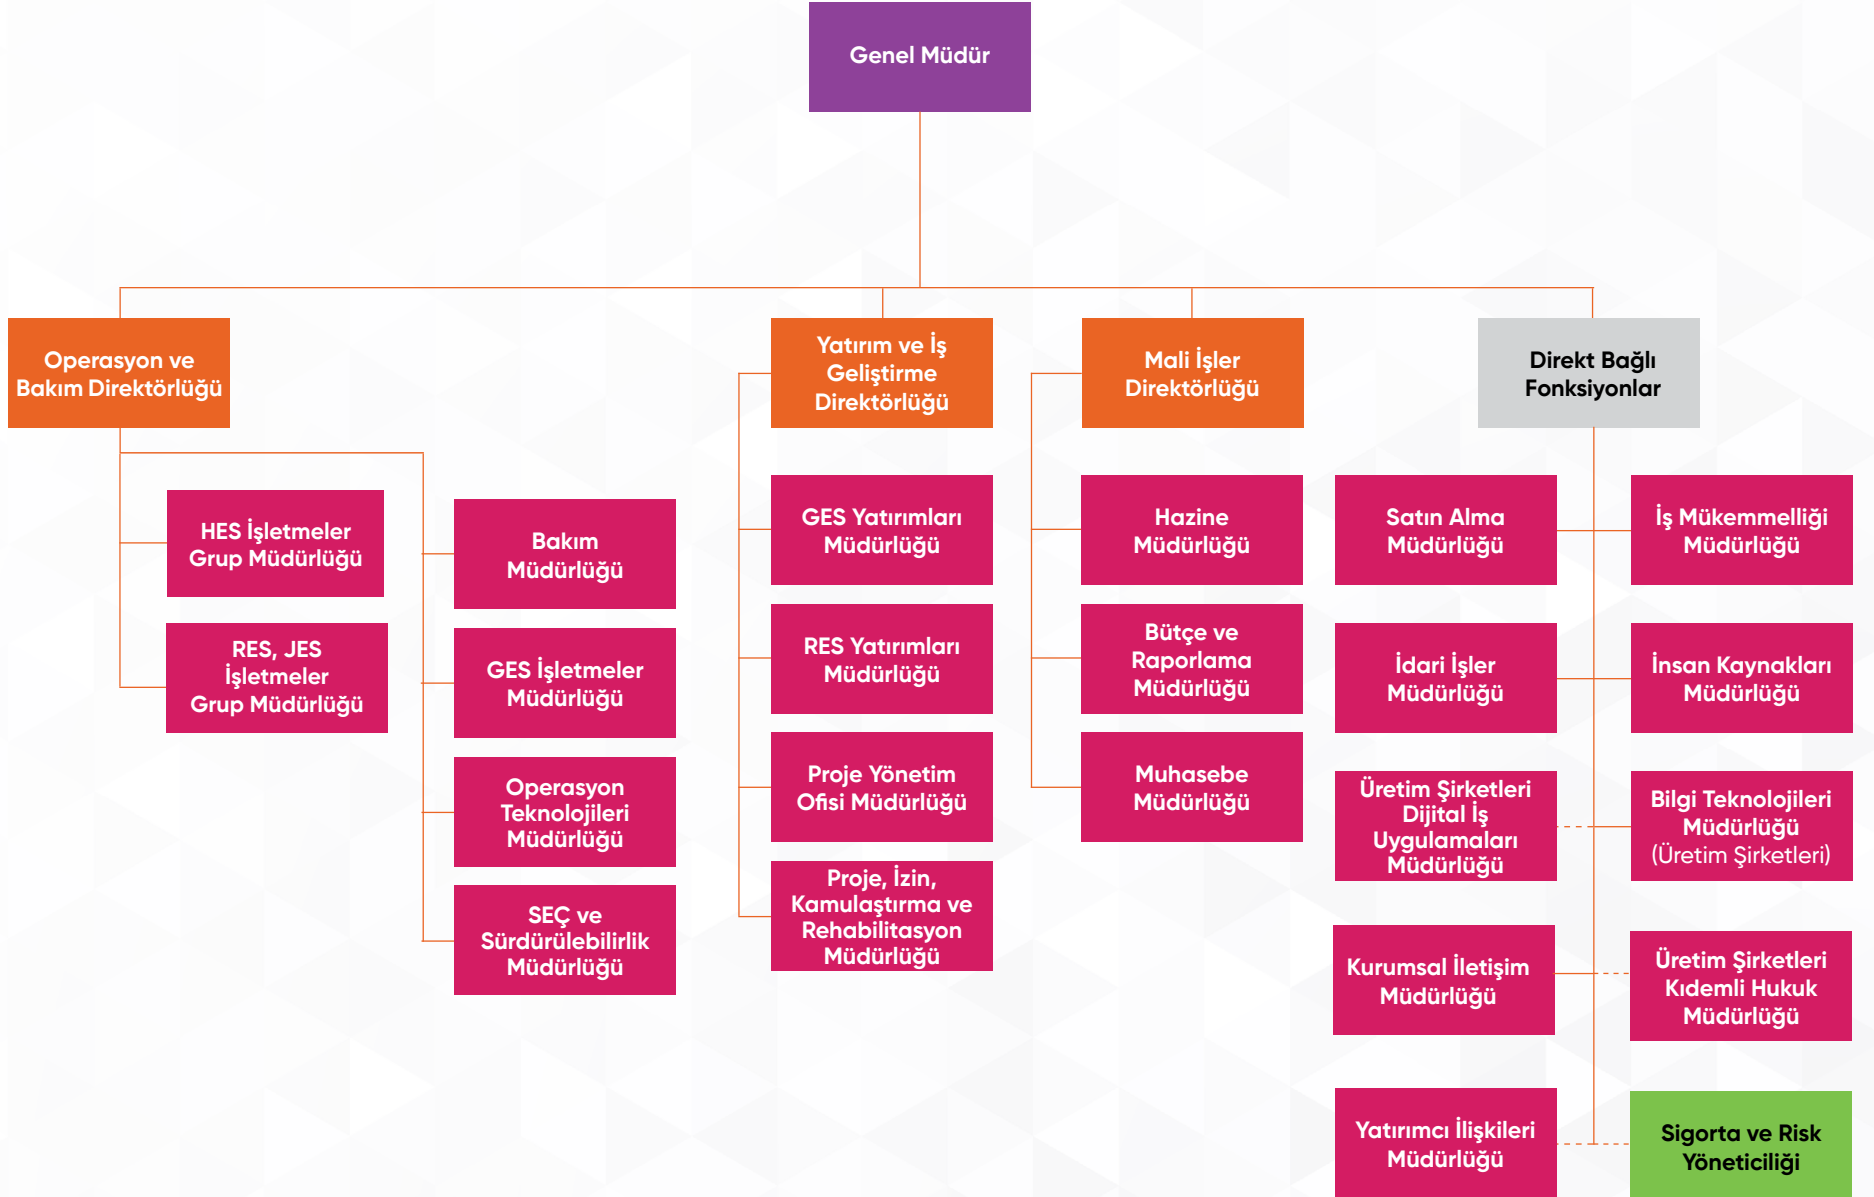 Genel Müdür
Operasyon ve
Bakım Direktörlüğü
HES İşletmeler
Grup Müdürlüğü
RES, JES
İşletmeler
Grup Müdürlüğü
Bakım
Müdürlüğü
GES İşletmeler
Müdürlüğü
Operasyon
Teknolojileri
Müdürlüğü
SEÇ ve
Sürdürülebilirlik
Müdürlüğü
Yatırım ve İş
Geliştirme
Direktörlüğü
GES Yatırımları
Müdürlüğü
RES Yatırımları
Müdürlüğü
Proje Yönetim
Ofisi Müdürlüğü
Proje, İzin,
Kamulaştırma ve
Rehabilitasyon
Müdürlüğü
Mali İşler
Direktörlüğü
Hazine
Müdürlüğü
Bütçe ve
Raporlama
Müdürlüğü
Muhasebe
Müdürlüğü
Direkt Bağlı
Fonksiyonlar
Satın Alma
Müdürlüğü
İş Mükemmelliği
Müdürlüğü
İdari İşler
Müdürlüğü
İnsan Kaynakları
Müdürlüğü
Üretim Şirketleri
Dijital İş
Uygulamaları
Müdürlüğü
Bilgi Teknolojileri
Müdürlüğü
(Üretim Şirketleri)
Kurumsal İletişim
Müdürlüğü
Üretim Şirketleri
Kıdemli Hukuk
Müdürlüğü
Yatırımcı İlişkileri
Müdürlüğü
Sigorta ve Risk
Yöneticiliği